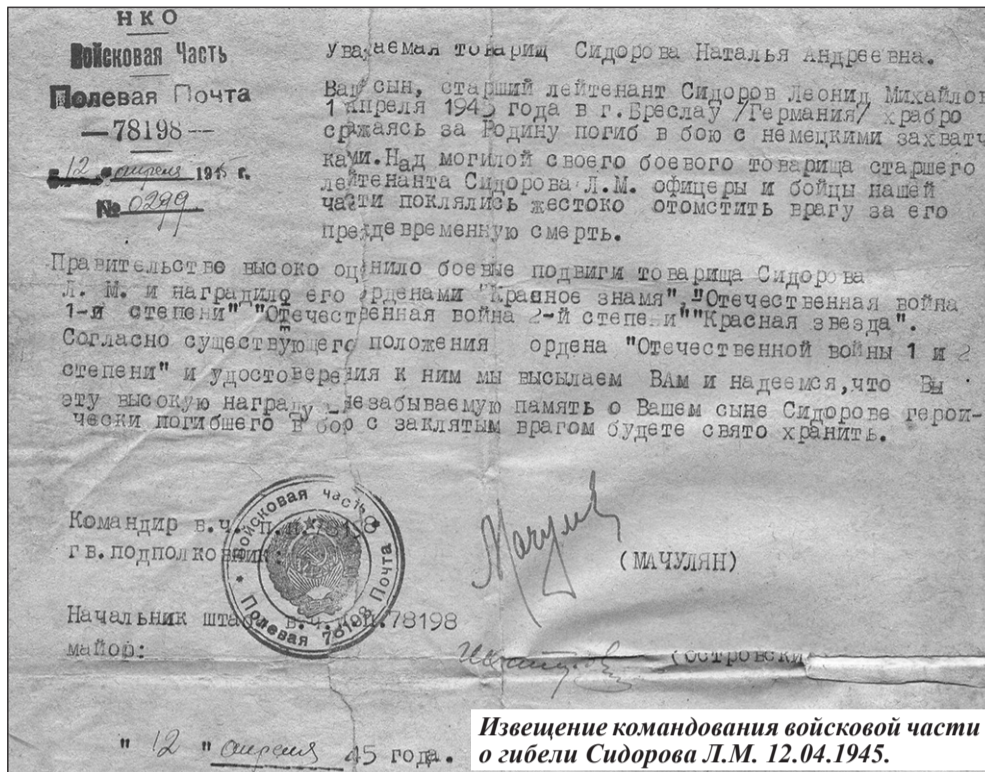 НКО
Войсковая Часть
Полевая Почта
—78198—
"12" апреля 1945 г.
№ 0299
Уважаемая товарищ Сидорова Наталья Андреевна.
Ваш сын, старший лейтенант Сидоров Леонид Михайлов
1 апреля 1945 года в г.Бреслау /Германия/ храбро
сражаясь за Родину погиб в бою с немецкими захватч
ками.Над могилой своего боевого товарища старшего
лейтенанта Сидорова Л.М. офицеры и бойцы нашей
части поклялись жестоко отомстить врагу за его
преждевременную смерть.
Правительство высоко оценило боевые подвиги товарища Сидорова
Л. М. и наградило его орденами "Красное знамя","Отечественная война
1-й степени" "Отечественная война 2-й степени" "Красная звезда".
Согласно существующего положения ордена "Отечественной войны 1 и 2
степени" и удостоверения к ним мы высылаем ВАМ и надеемся,что Вы
эту высокую награду - незабываемую память о Вашем сыне Сидорове герои-
чески погибшего в бою с заклятым врагом будете свято хранить.
Командир в.ч. п.п. 78198
гв.подполковник:
(МАЧУЛЯН)
Войсковая часть
Полевая Почта 78198
Начальник штаба в.ч. п.п.78198
майор:
(ОСТРОВСКИ
"12" апреля 45 года.
Извещение командования войсковой части
о гибели Сидорова Л.М. 12.04.1945.